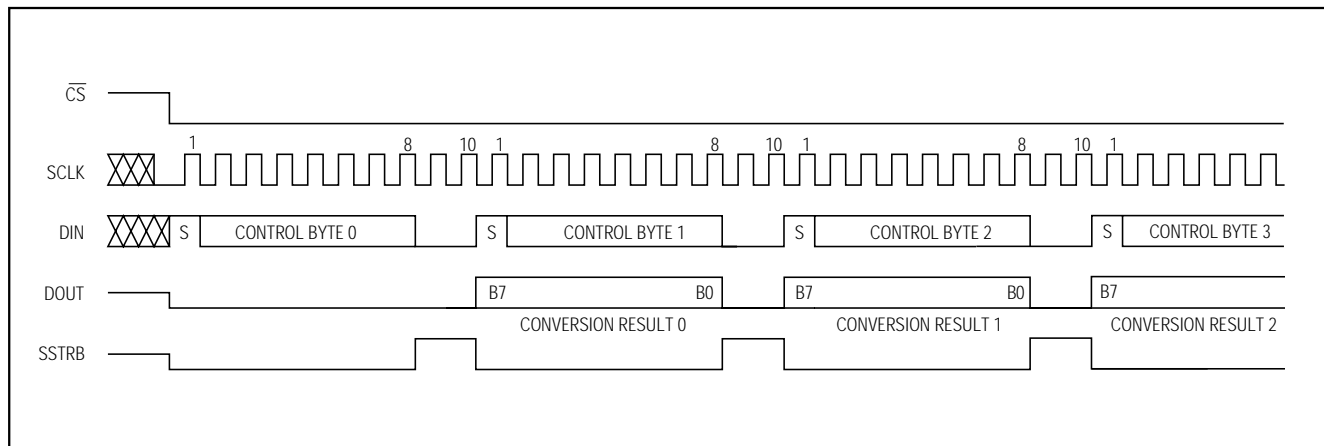 CS
1 8 10 1 8 10 1 8 10 1
SCLK
DIN S CONTROL BYTE 0 S CONTROL BYTE 1 S CONTROL BYTE 2 S CONTROL BYTE 3
DOUT B7 B0 B7 B0 B7
CONVERSION RESULT 0 CONVERSION RESULT 1 CONVERSION RESULT 2
SSTRB